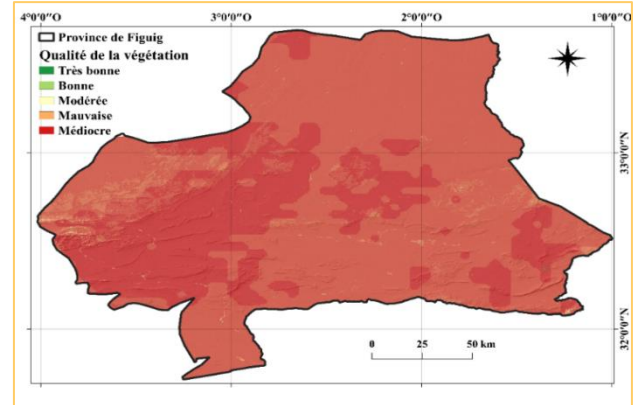 4°0'0"O 3°0'0"O 2°0'0"O 1°0'0"O
Province de Figuig
Qualité de la végétation
Très bonne
Bonne
Modérée
Mauvaise
Médiocre
33°0'0"N
32°0'0"N
0 25 50 km